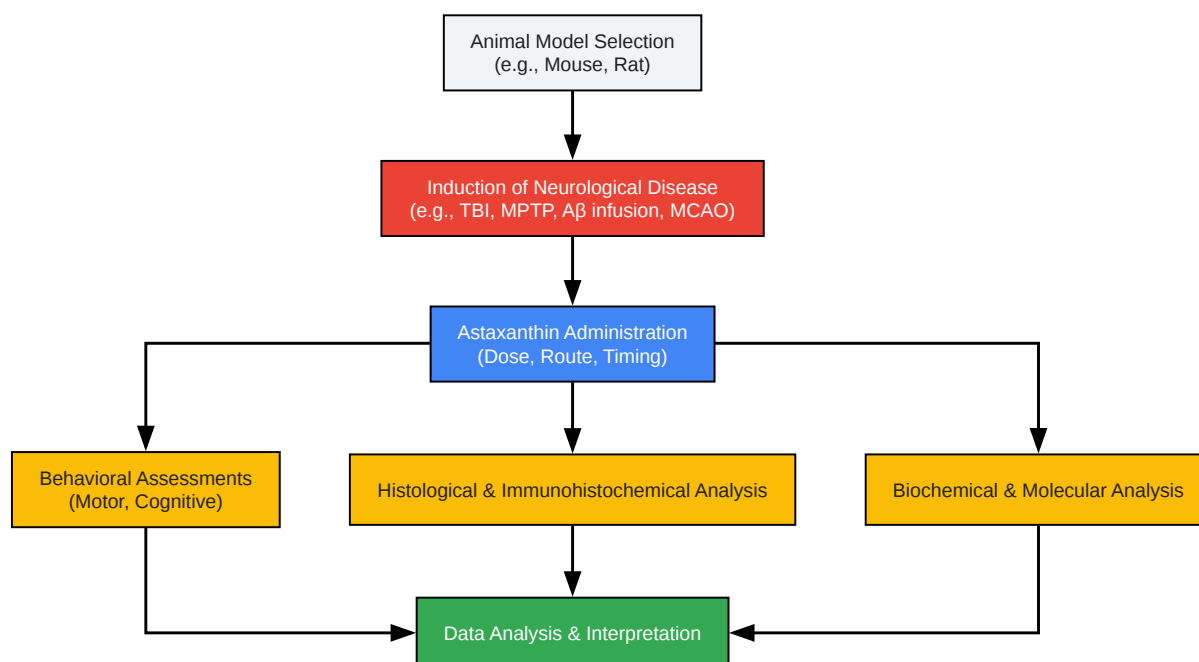 Animal Model Selection
(e.g., Mouse, Rat)
Induction of Neurological Disease
(e.g., TBI, MPTP, Aβ infusion, MCAO)
Astaxanthin Administration
(Dose, Route, Timing)
Behavioral Assessments
(Motor, Cognitive)
Histological & Immunohistochemical Analysis
Biochemical & Molecular Analysis
Data Analysis & Interpretation